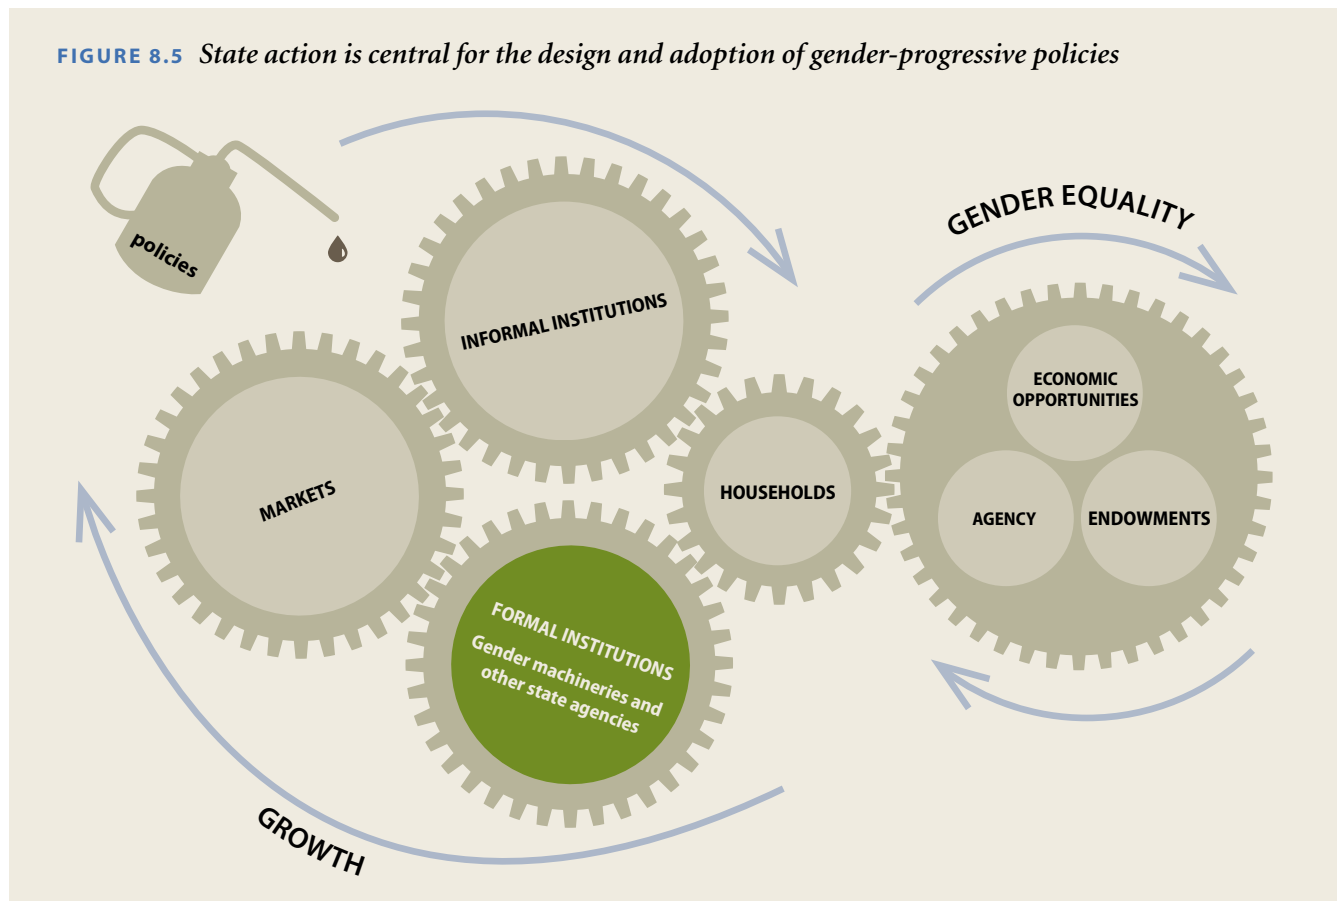 FIGURE 8.5 State action is central for the design and adoption of gender-progressive policies
policies
INFORMAL INSTITUTIONS
MARKETS
FORMAL INSTITUTIONS
Gender machineries and
other state agencies
HOUSEHOLDS
GENDER EQUALITY
ECONOMIC
OPPORTUNITIES
AGENCY
ENDOWMENTS
GROWTH